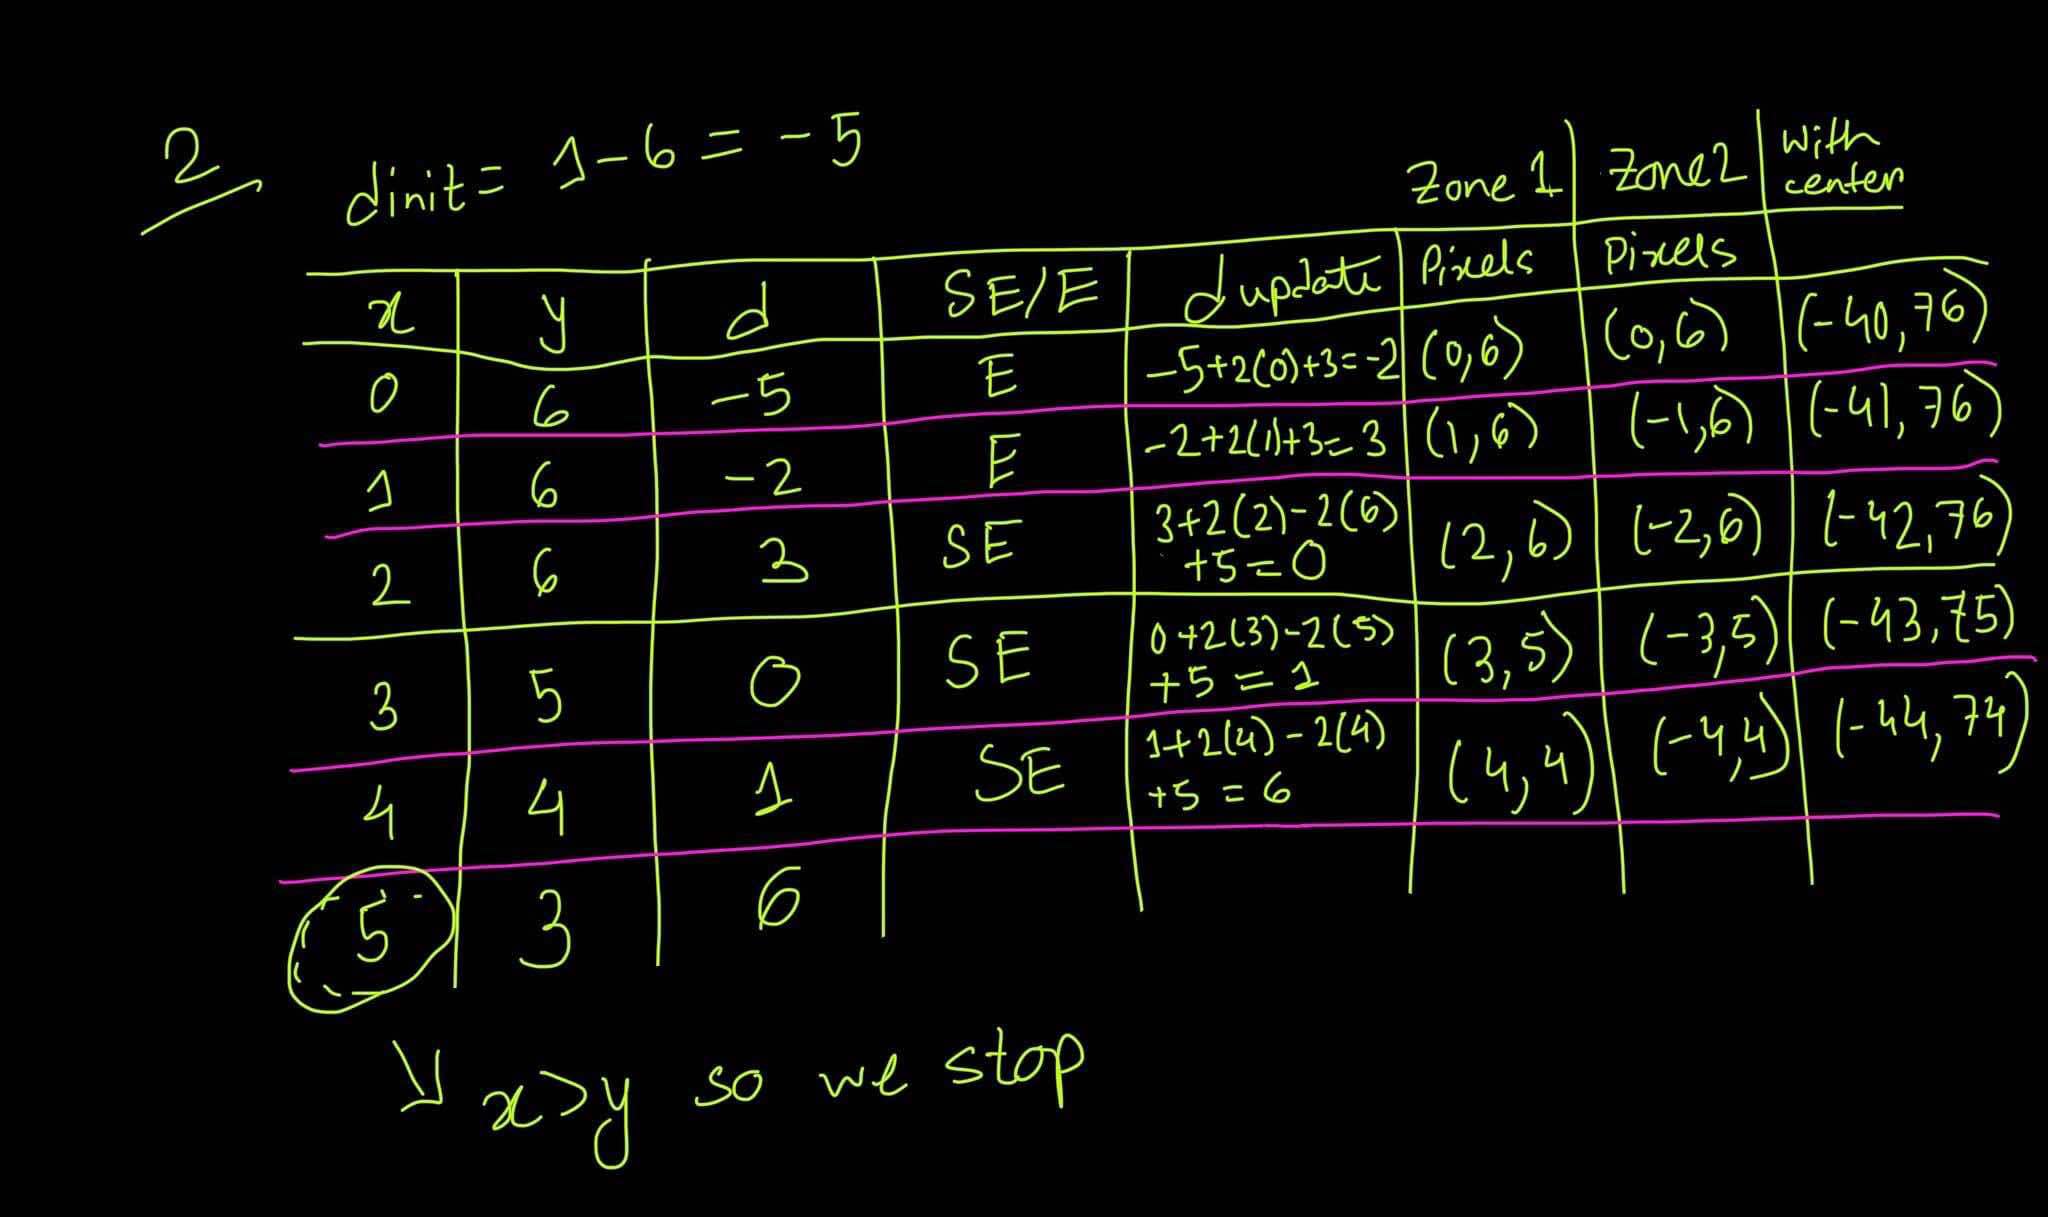 2
dinit = 1-6 = -5
Zone 1 | Zone 2 | With center
x | y | d | SE/E | d update | Pixels | Pixels
0 | 6 | -5 | E | -5+2(0)+3=-2 | (0,6) | (0,6) | (-40,76)
1 | 6 | -2 | E | -2+2(1)+3=3 | (1,6) | (-1,6) | (-41,76)
2 | 6 | 3 | SE | 3+2(2)-2(6) +5=0 | (2,6) | (-2,6) | (-42,76)
3 | 5 | 0 | SE | 0+2(3)-2(5) +5=1 | (3,5) | (-3,5) | (-43,75)
4 | 4 | 1 | SE | 1+2(4)-2(4) +5=6 | (4,4) | (-4,4) | (-44,74)
5 | 3 | 6
x>y so we stop